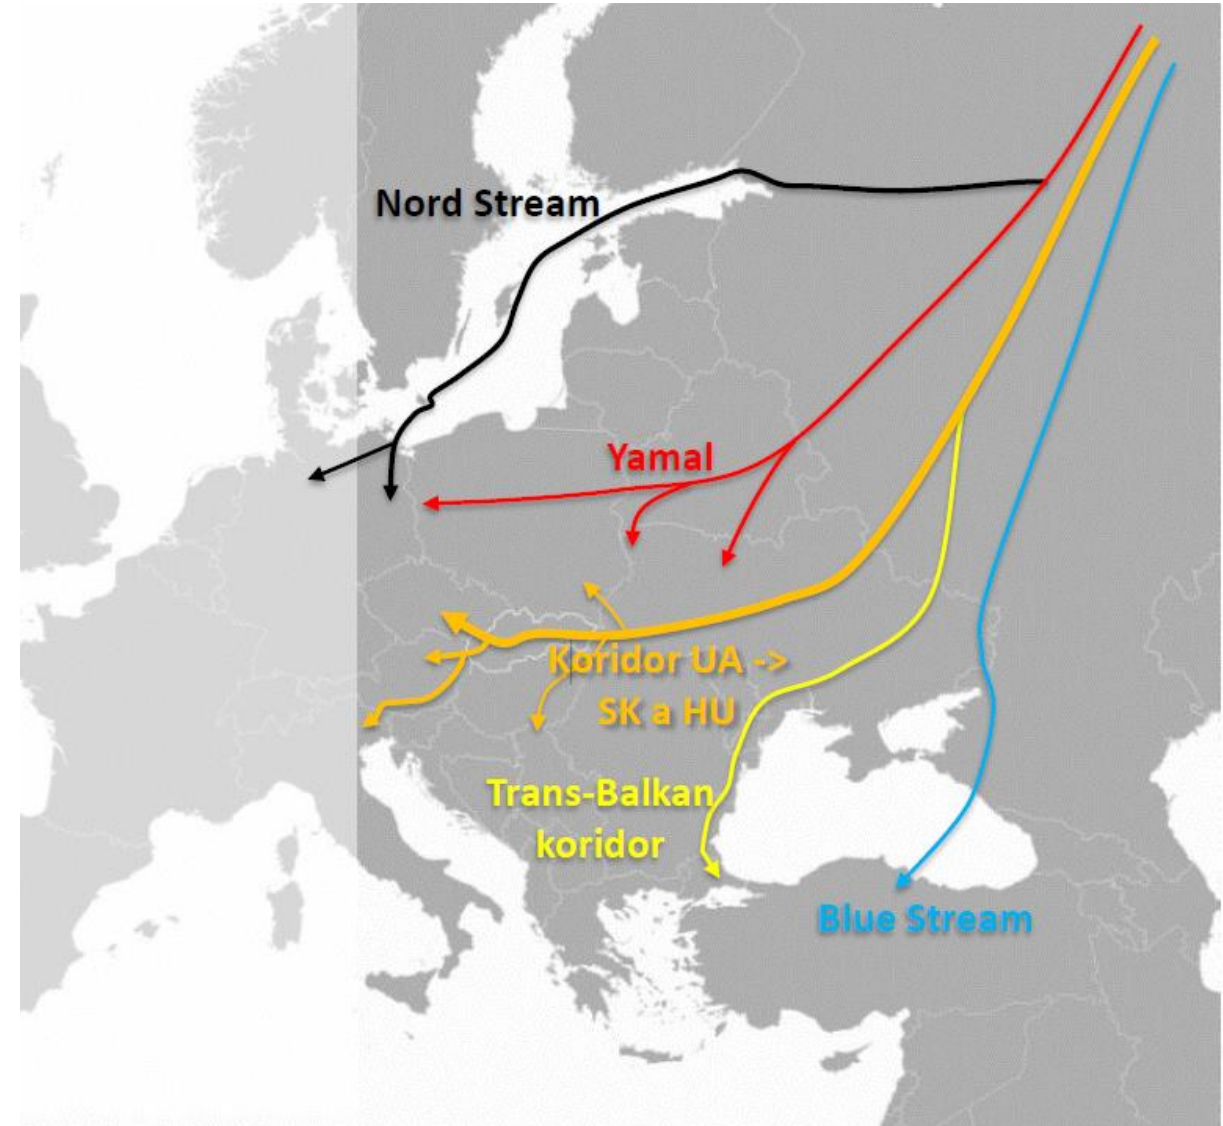 Nord Stream
Yamal
Koridor UA ->
SK a HU
Trans-Balkan
koridor
Blue Stream